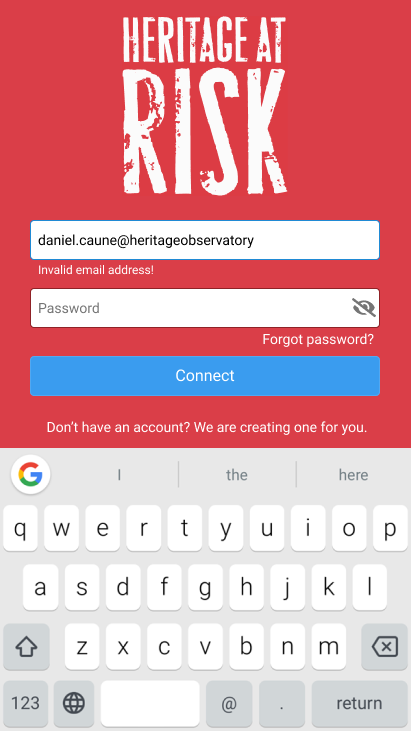 HERITAGE AT
RISK
daniel.caune@heritageobservatory
Invalid email address!
Password
Forgot password?
Connect
Don't have an account? We are creating one for you.
G I the here
q w e r t y u i o p
a s d f g h j k l
z x c v b n m
123 @ . return